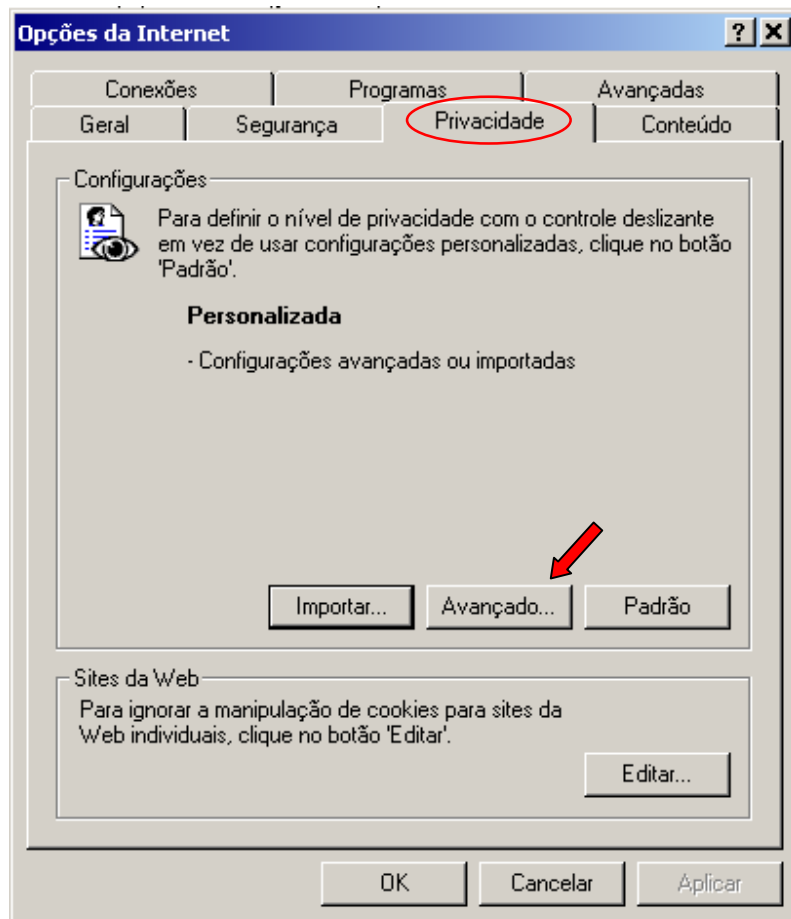 Opções da Internet
Conexões Programas Avançadas
Geral Segurança Privacidade Conteúdo
Configurações
Para definir o nível de privacidade com o controle deslizante
em vez de usar configurações personalizadas, clique no botão
'Padrão'.
Personalizada
- Configurações avançadas ou importadas
Importar... Avançado... Padrão
Sites da Web
Para ignorar a manipulação de cookies para sites da
Web individuais, clique no botão 'Editar'.
Editar...
OK Cancelar Aplicar